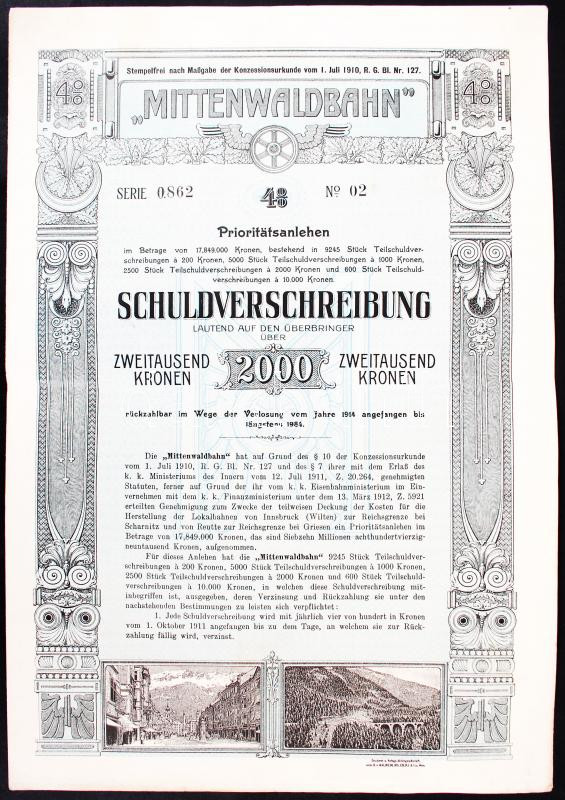 Stempelfrei nach Maßgabe der Konzessionsurkunde vom 1. Juli 1910, R. G. Bl. Nr. 127.
4% 4%
„MITTENWALDBAHN“
SERIE 0.862 4% No 02
Prioritätsanlehen
im Betrage von 17,849.000 Kronen, bestehend in 9245 Stück Teilschuldver-
schreibungen à 200 Kronen, 5000 Stück Teilschuldverschreibungen à 1000 Kronen,
2500 Stück Teilschuldverschreibungen à 2000 Kronen und 600 Stück Teilschuld-
verschreibungen à 10.000 Kronen.
SCHULDVERSCHREIBUNG
LAUTEND AUF DEN ÜBERBRINGER
ÜBER
ZWEITAUSEND KRONEN 2000 ZWEITAUSEND KRONEN
rückzahlbar im Wege der Verlosung vom Jahre 1914 angefangen bis
längstens 1984.
Die „Mittenwaldbahn“ hat auf Grund des § 10 der Konzessionsurkunde
vom 1. Juli 1910, R. G. Bl. Nr. 127 und des § 7 ihrer mit dem Erlaß des
k. k. Ministeriums des Innern vom 12. Juli 1911, Z. 20.264, genehmigten
Statuten, ferner auf Grund der ihr vom k. k. Eisenbahnministerium im Ein-
vernehmen mit dem k. k. Finanzministerium unter dem 13. März 1912, Z. 5921
erteilten Genehmigung zum Zwecke der teilweisen Deckung der Kosten für die
Herstellung der Lokalbahnen von Innsbruck (Wilten) zur Reichsgrenze bei
Scharnitz und von Reutte zur Reichsgrenze bei Griesen ein Prioritätsanlehen im
Betrage von 17,849.000 Kronen, das sind Siebzehn Millionen achthundertvierzig-
neuntausend Kronen, aufgenommen.
Für dieses Anlehen hat die „Mittenwaldbahn“ 9245 Stück Teilschuldver-
schreibungen à 200 Kronen, 5000 Stück Teilschuldverschreibungen à 1000 Kronen,
2500 Stück Teilschuldverschreibungen à 2000 Kronen und 600 Stück Teilschuld-
verschreibungen à 10.000 Kronen, in welchen diese Schuldverschreibung mit-
inbegriffen ist, ausgegeben, deren Verzinsung und Rückzahlung sie unter den
nachstehenden Bestimmungen zu leisten sich verpflichtet:
1. Jede Schuldverschreibung wird mit jährlich vier von hundert in Kronen
vom 1. Oktober 1911 angefangen bis zu dem Tage, an welchem sie zur Rück-
zahlung fällig wird, verzinst.